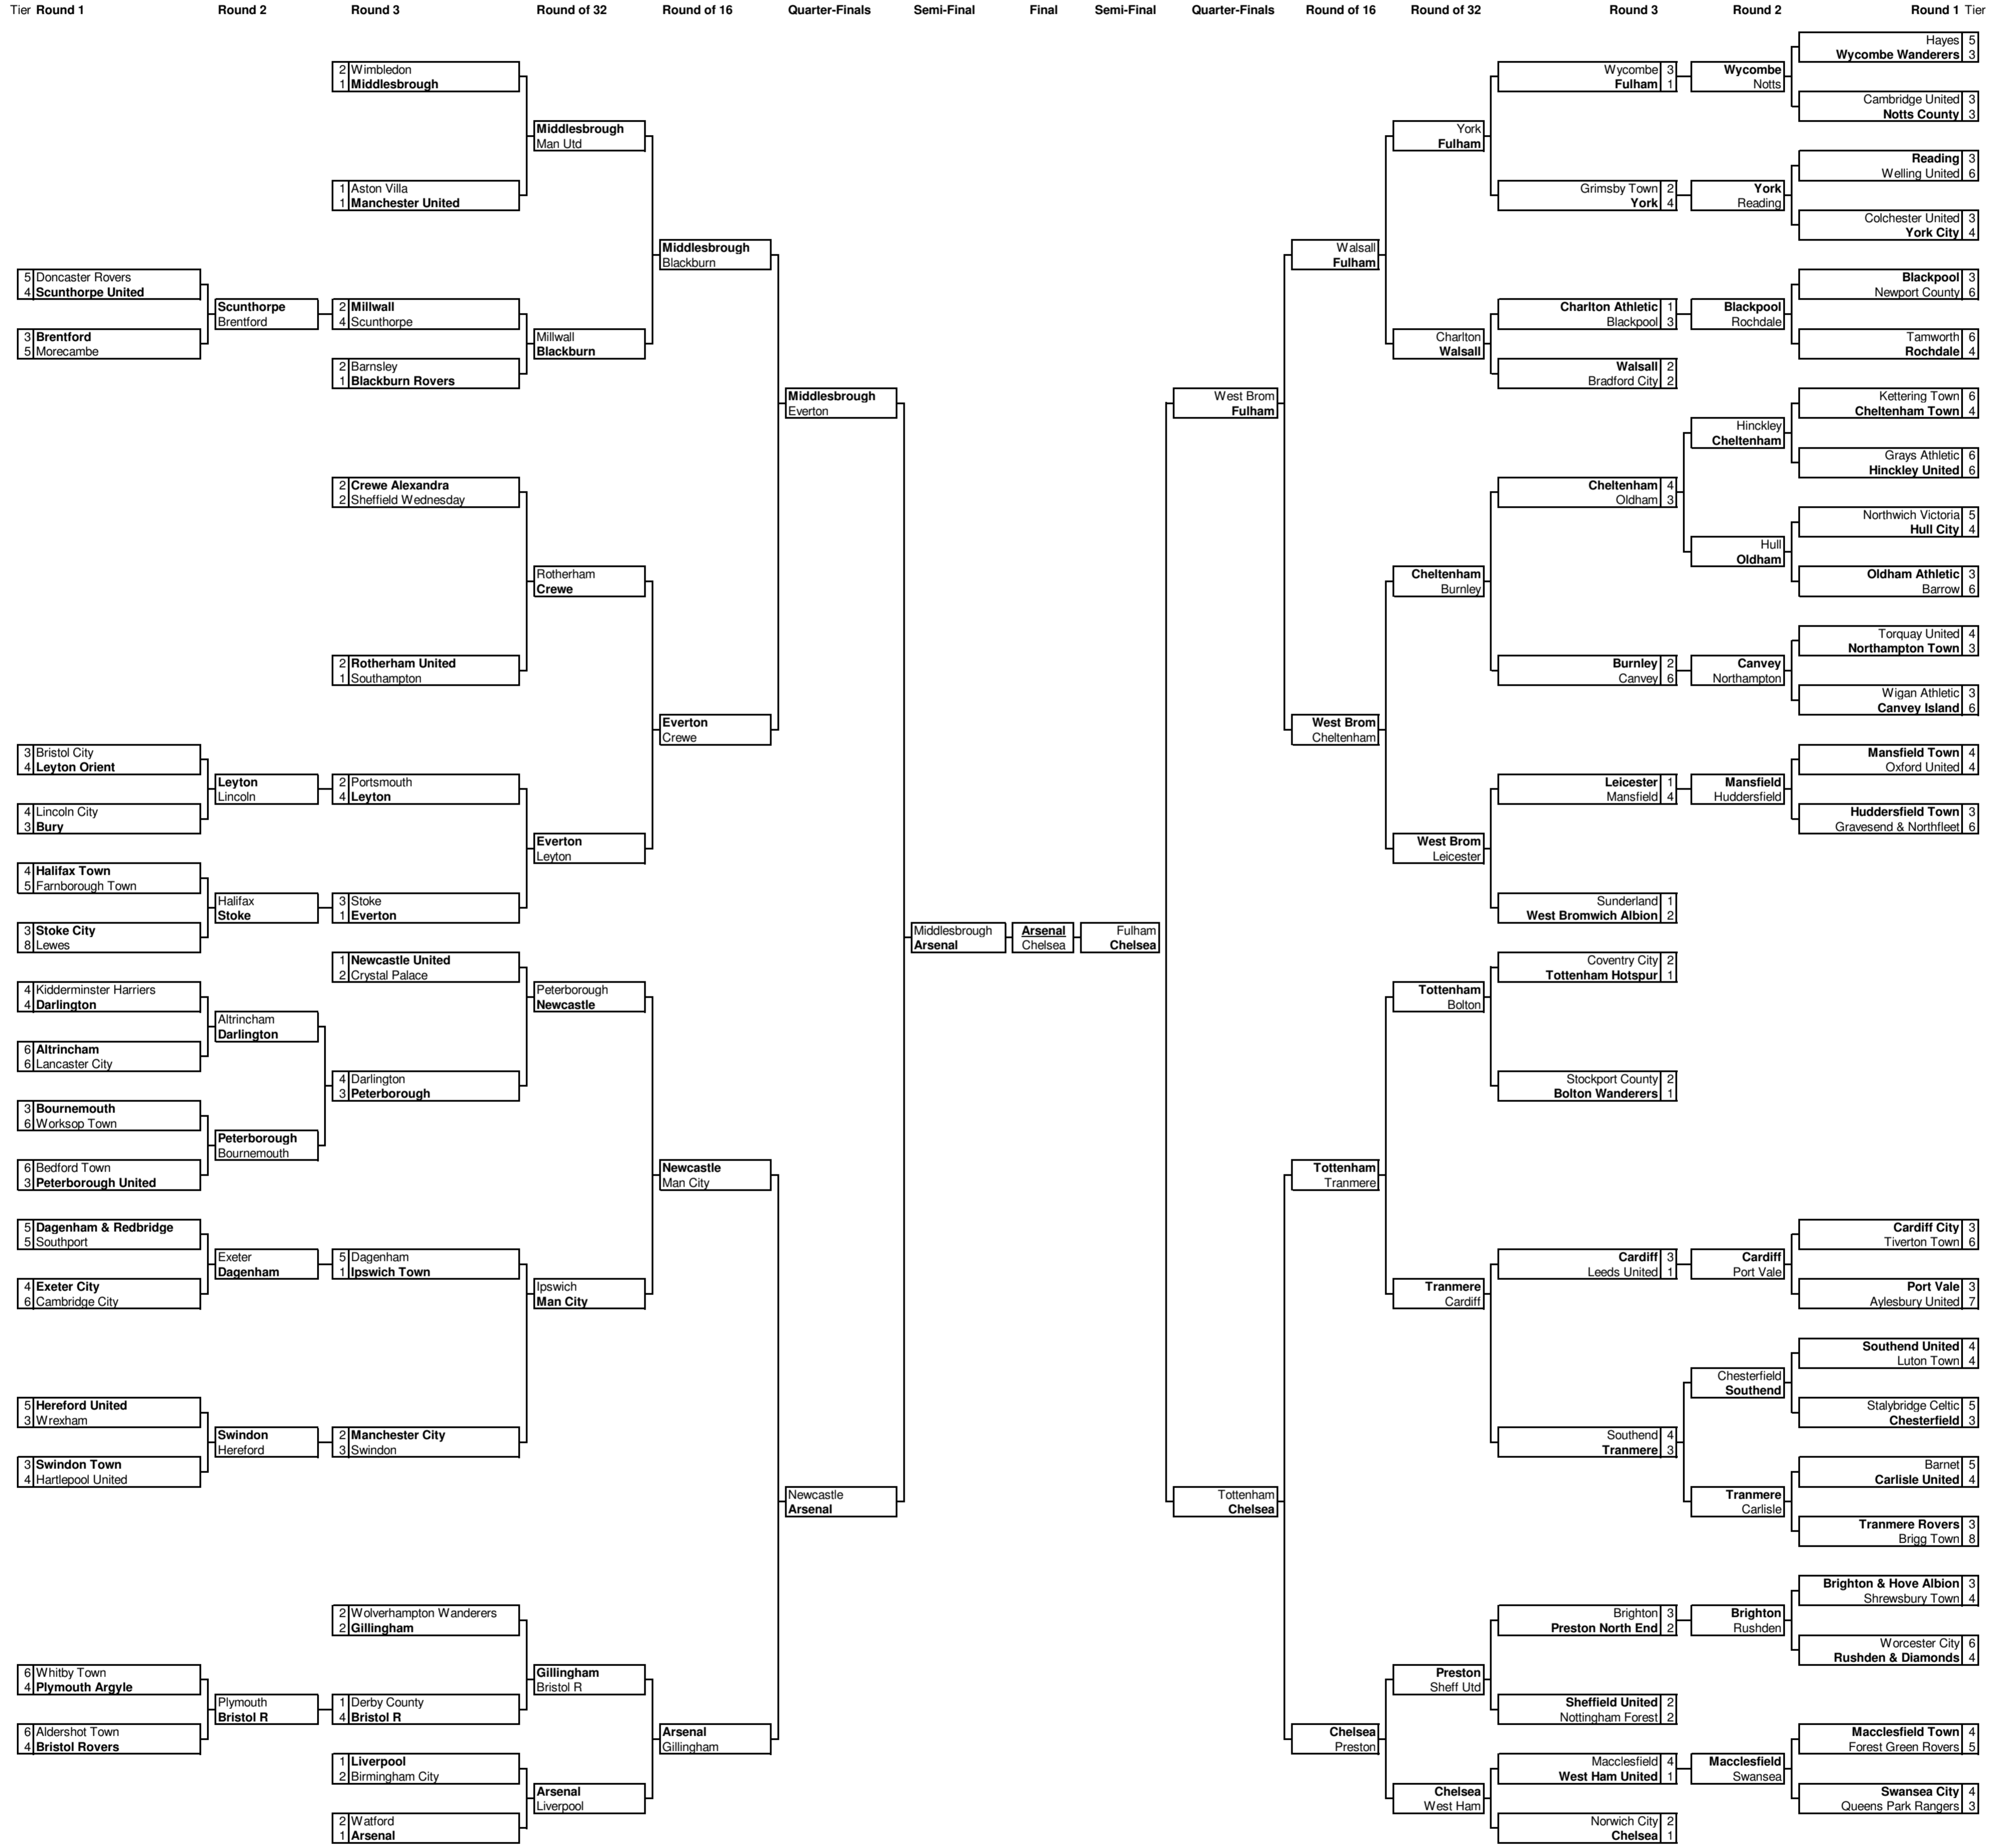 Tier Round 1 Round 2 Round 3 Round of 32 Round of 16 Quarter-Finals Semi-Final Final Semi-Final Quarter-Finals Round of 16 Round of 32 Round 3 Round 2 Round 1 Tier
5 Doncaster Rovers
4 Scunthorpe United
3 Brentford
5 Morecambe
3 Bristol City
4 Leyton Orient
4 Lincoln City
3 Bury
4 Halifax Town
5 Farnborough Town
3 Stoke City
8 Lewes
4 Kidderminster Harriers
4 Darlington
6 Altrincham
6 Lancaster City
3 Bournemouth
6 Worksop Town
6 Bedford Town
3 Peterborough United
5 Dagenham & Redbridge
5 Southport
4 Exeter City
6 Cambridge City
5 Hereford United
3 Wrexham
3 Swindon Town
4 Hartlepool United
6 Whitby Town
4 Plymouth Argyle
6 Aldershot Town
4 Bristol Rovers
Scunthorpe
Brentford
Leyton
Lincoln
Halifax
Stoke
Altrincham
Darlington
Peterborough
Bournemouth
Exeter
Dagenham
Swindon
Hereford
Plymouth
Bristol R
2 Wimbledon
1 Middlesbrough
1 Aston Villa
1 Manchester United
2 Millwall
4 Scunthorpe
2 Barnsley
1 Blackburn Rovers
2 Crewe Alexandra
2 Sheffield Wednesday
2 Rotherham United
1 Southampton
2 Portsmouth
4 Leyton
3 Stoke
1 Everton
1 Newcastle United
2 Crystal Palace
4 Darlington
3 Peterborough
5 Dagenham
1 Ipswich Town
2 Manchester City
3 Swindon
2 Wolverhampton Wanderers
2 Gillingham
1 Derby County
4 Bristol R
1 Liverpool
2 Birmingham City
2 Watford
1 Arsenal
Middlesbrough
Man Utd
Millwall
Blackburn
Rotherham
Crewe
Everton
Leyton
Peterborough
Newcastle
Ipswich
Man City
Gillingham
Bristol R
Arsenal
Liverpool
Middlesbrough
Blackburn
Everton
Crewe
Newcastle
Man City
Arsenal
Gillingham
Middlesbrough
Everton
Newcastle
Arsenal
Middlesbrough
Arsenal
Arsenal
Chelsea
Fulham
Chelsea
West Brom
Fulham
Tottenham
Chelsea
Walsall
Fulham
West Brom
Cheltenham
Tottenham
Tranmere
Chelsea
Preston
York
Fulham
Charlton
Walsall
Cheltenham
Burnley
West Brom
Leicester
Tottenham
Bolton
Tranmere
Cardiff
Preston
Sheff Utd
Chelsea
West Ham
Wycombe 3
Fulham 1
Grimsby Town 2
York 4
Charlton Athletic 1
Blackpool 3
Walsall 2
Bradford City 2
Cheltenham 4
Oldham 3
Burnley 2
Canvey 6
Leicester 1
Mansfield 4
Sunderland 1
West Bromwich Albion 2
Coventry City 2
Tottenham Hotspur 1
Stockport County 2
Bolton Wanderers 1
Cardiff 3
Leeds United 1
Southend 4
Tranmere 3
Brighton 3
Preston North End 2
Sheffield United 2
Nottingham Forest 2
Macclesfield 4
West Ham United 1
Norwich City 2
Chelsea 1
Wycombe
Notts
York
Reading
Blackpool
Rochdale
Hinckley
Cheltenham
Hull
Oldham
Canvey
Northampton
Mansfield
Huddersfield
Cardiff
Port Vale
Chesterfield
Southend
Tranmere
Carlisle
Brighton
Rushden
Macclesfield
Swansea
Hayes 5
Wycombe Wanderers 3
Cambridge United 3
Notts County 3
Reading 3
Welling United 6
Colchester United 3
York City 4
Blackpool 3
Newport County 6
Tamworth 6
Rochdale 4
Kettering Town 6
Cheltenham Town 4
Grays Athletic 6
Hinckley United 6
Northwich Victoria 5
Hull City 4
Oldham Athletic 3
Barrow 6
Torquay United 4
Northampton Town 3
Wigan Athletic 3
Canvey Island 6
Mansfield Town 4
Oxford United 4
Huddersfield Town 3
Gravesend & Northfleet 6
Cardiff City 3
Tiverton Town 6
Port Vale 3
Aylesbury United 7
Southend United 4
Luton Town 4
Stalybridge Celtic 5
Chesterfield 3
Barnet 5
Carlisle United 4
Tranmere Rovers 3
Brigg Town 8
Brighton & Hove Albion 3
Shrewsbury Town 4
Worcester City 6
Rushden & Diamonds 4
Macclesfield Town 4
Forest Green Rovers 5
Swansea City 4
Queens Park Rangers 3